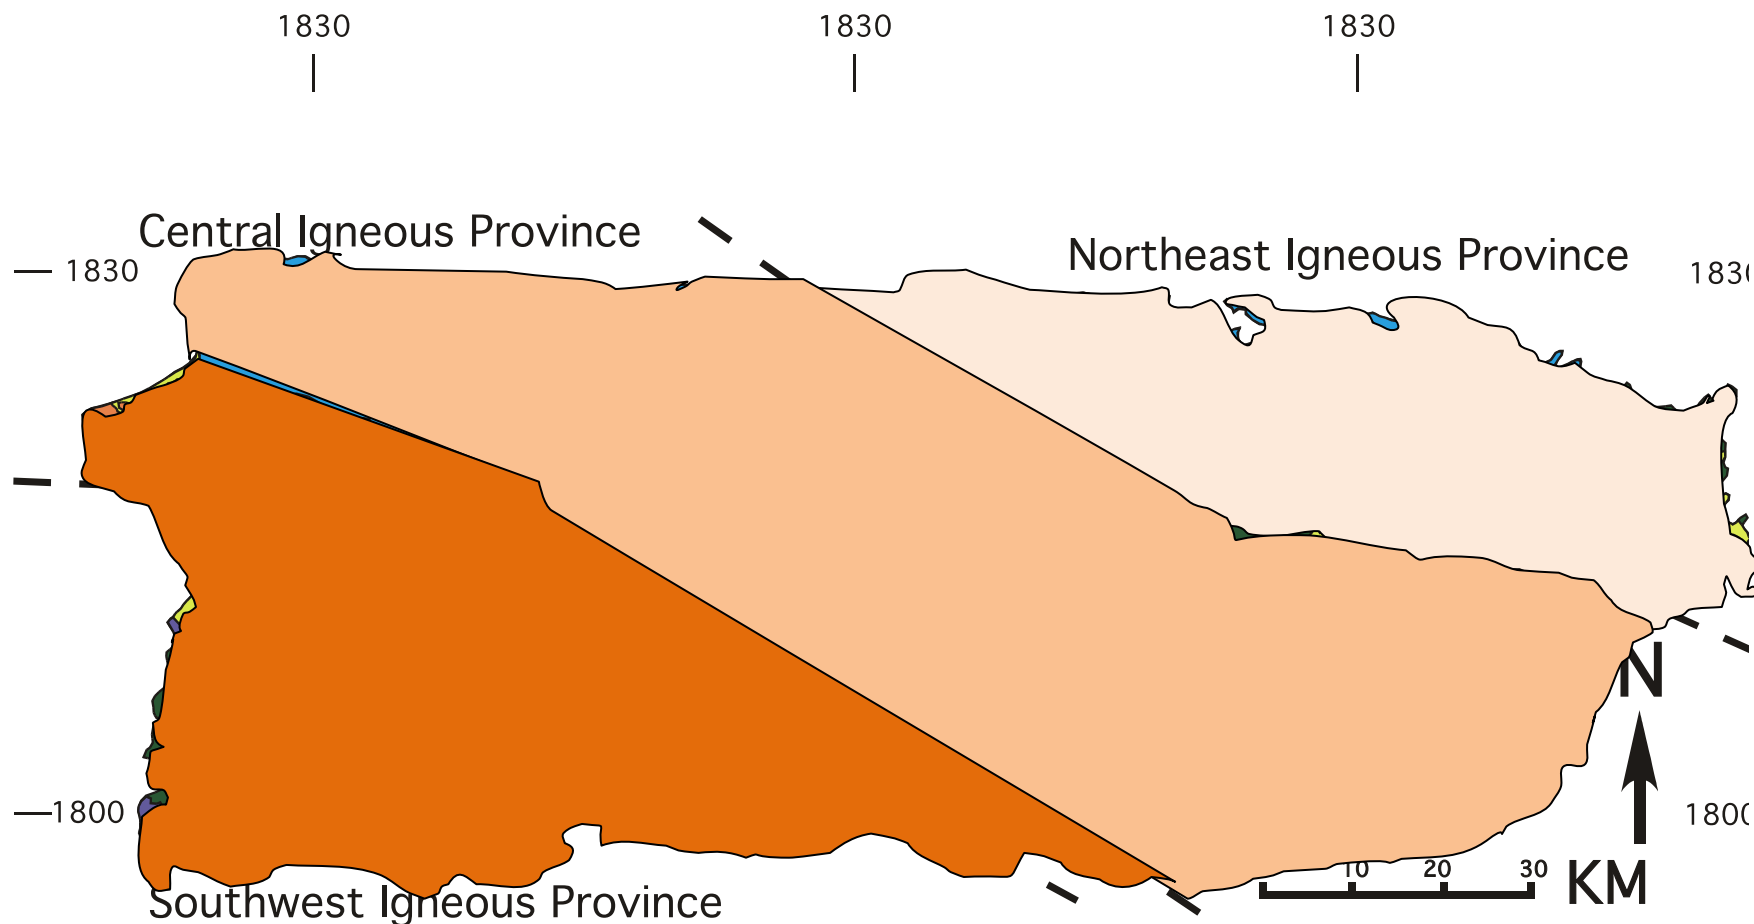 1830 1830 1830
Central Igneous Province
Northeast Igneous Province
1830 1830
N
1800 1800
10 20 30
KM
Southwest Igneous Province